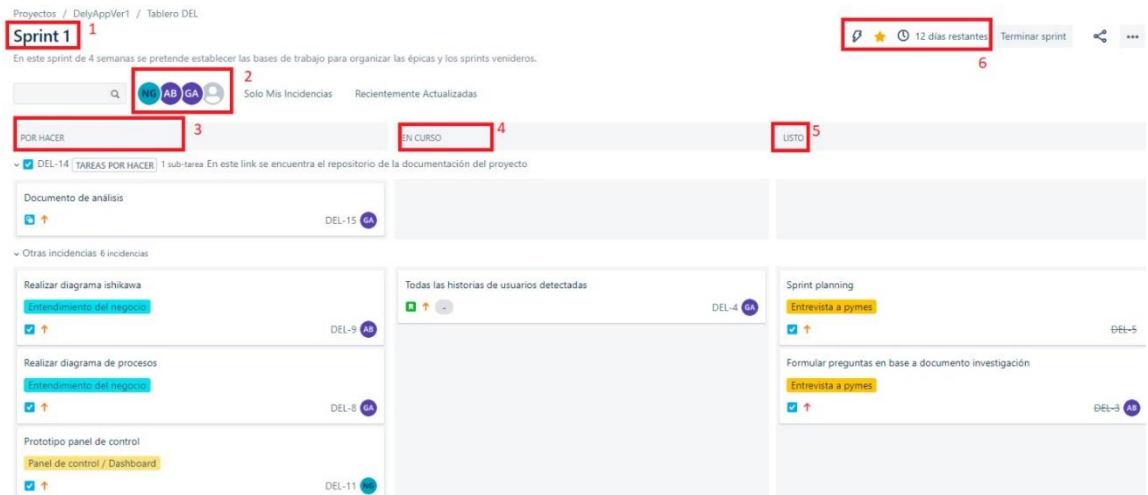 Proyectos / DelyAppVer1 / Tablero DEL
Sprint 1
1
12 días restantes
Terminar sprint
6
En este sprint de 4 semanas se pretende establecer las bases de trabajo para organizar las épicas y los sprints venideros.
2
NG AB GA
Solo Mis Incidencias
Recientemente Actualizadas
POR HACER
3
EN CURSO
4
LISTO
5
DEL-14 TAREAS POR HACER 1 sub-tarea En este link se encuentra el repositorio de la documentación del proyecto
Documento de análisis
DEL-15 GA
Otras incidencias 6 incidencias
Realizar diagrama ishikawa
Entendimiento del negocio
DEL-9 AB
Todas las historias de usuarios detectadas
-
DEL-4 GA
Sprint planning
Entrevista a pymes
DEL-5
Realizar diagrama de procesos
Entendimiento del negocio
DEL-8 GA
Formular preguntas en base a documento investigación
Entrevista a pymes
DEL-3 AB
Prototipo panel de control
Panel de control / Dashboard
DEL-11 NG